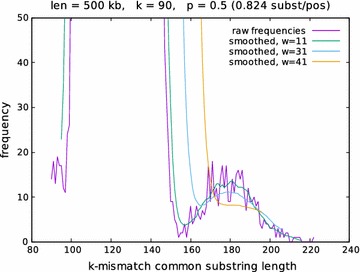 len = 500 kb, k = 90, p = 0.5 (0.824 subst/pos)
50
40
30
20
10
0
frequency
raw frequencies
smoothed, w=11
smoothed, w=31
smoothed, w=41
80 100 120 140 160 180 200 220 240
k-mismatch common substring length